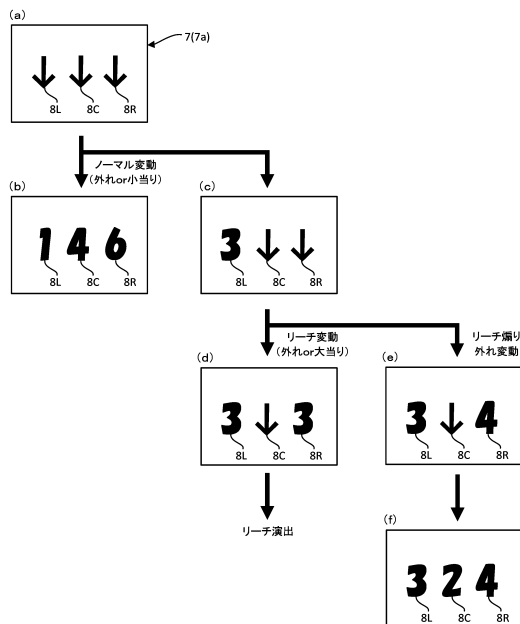 (a)
7(7a)
↓ ↓ ↓
8L 8C 8R
ノーマル変動
(外れor小当り)
(b)
1 4 6
8L 8C 8R
(c)
3 ↓ ↓
8L 8C 8R
リーチ変動
(外れor大当り)
リーチ煽り
外れ変動
(d)
3 ↓ 3
8L 8C 8R
(e)
3 ↓ 4
8L 8C 8R
リーチ演出
(f)
3 2 4
8L 8C 8R